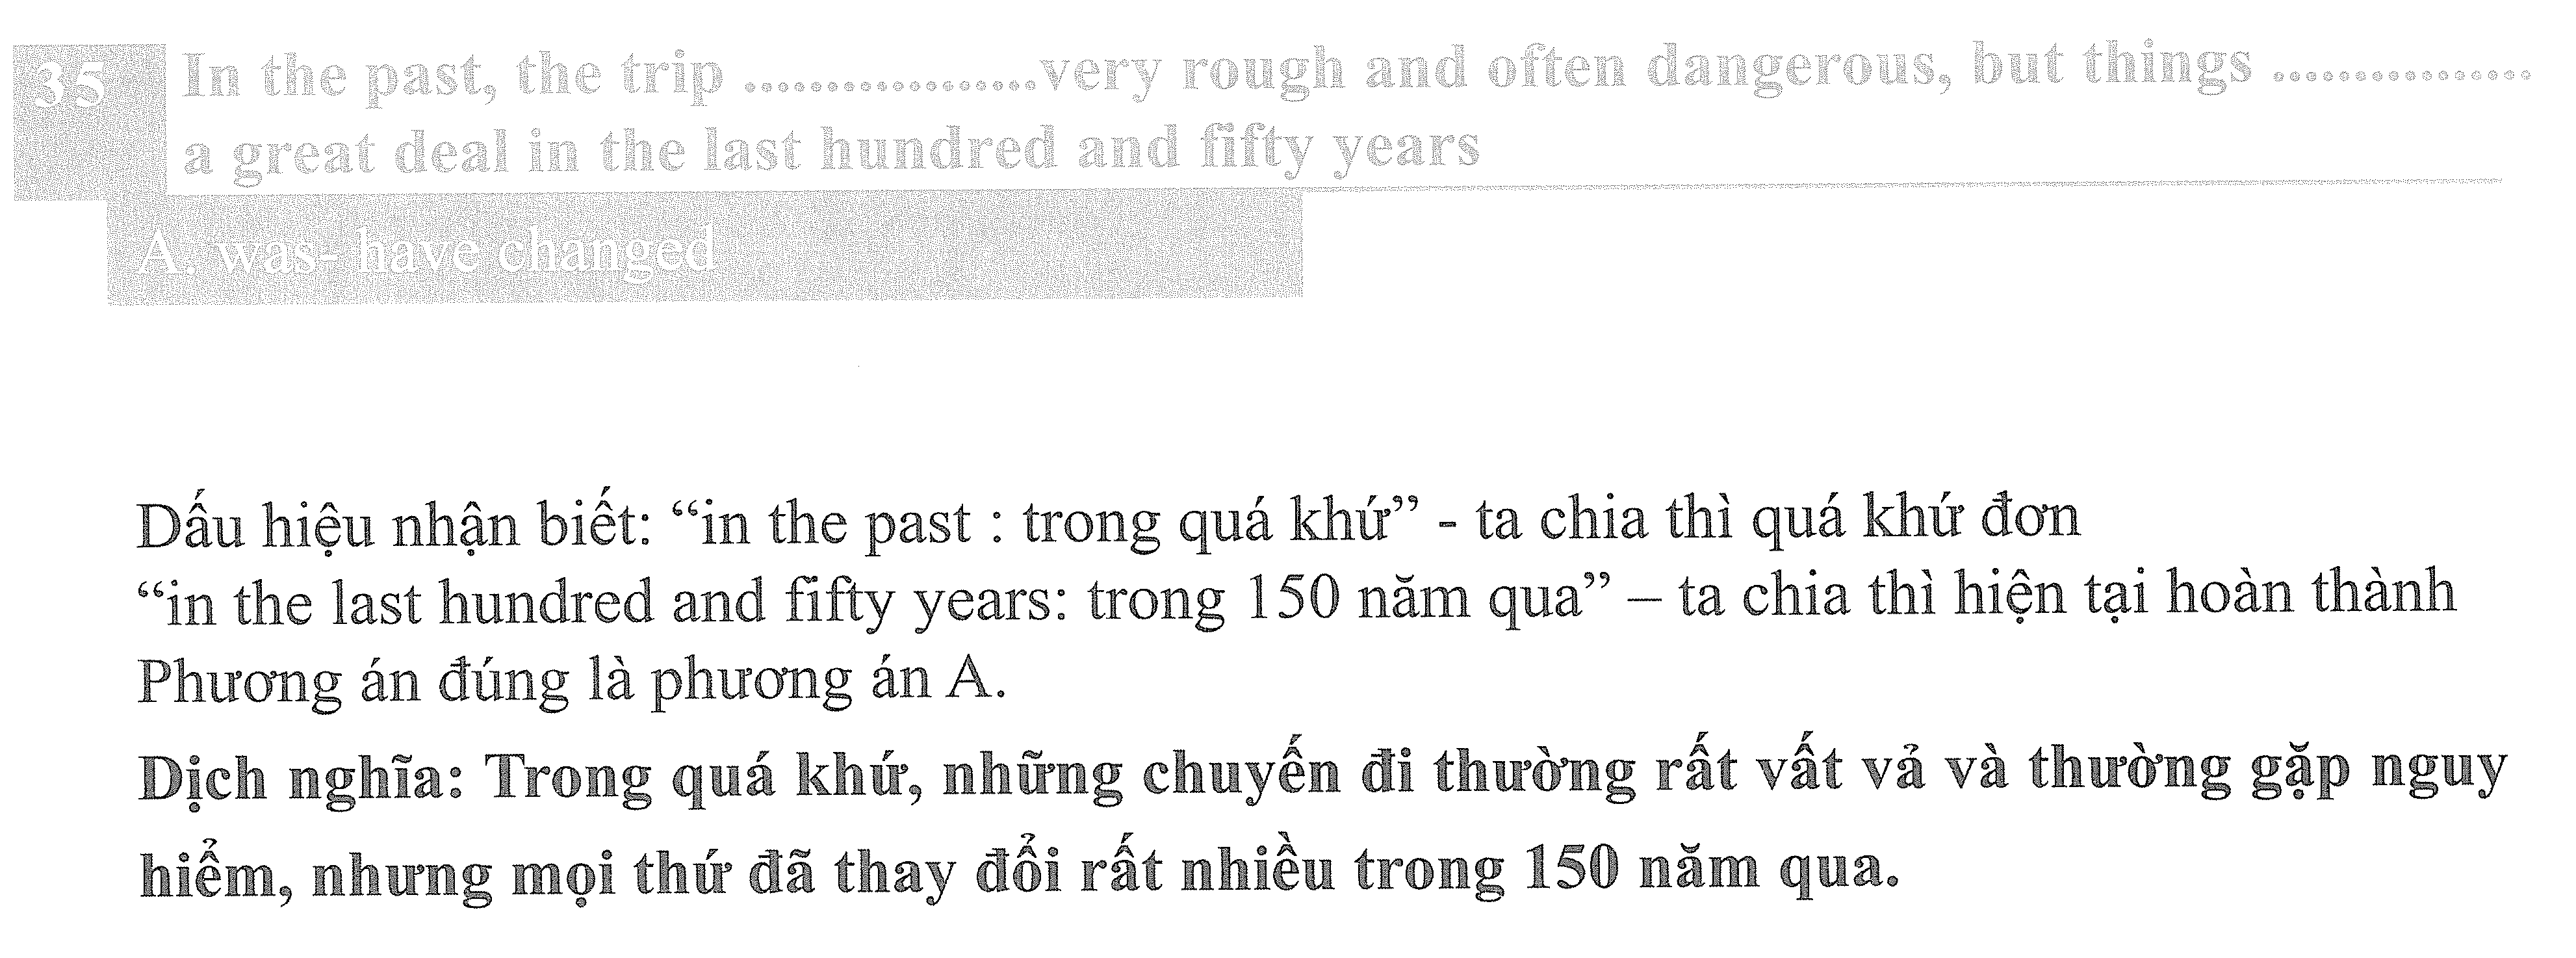 35 In the past, the trip ..................very rough and often dangerous, but things ................
a great deal in the last hundred and fifty years
A. was- have changed
Dấu hiệu nhận biết: “in the past : trong quá khứ” - ta chia thì quá khứ đơn
“in the last hundred and fifty years: trong 150 năm qua” – ta chia thì hiện tại hoàn thành
Phương án đúng là phương án A.
Dịch nghĩa: Trong quá khứ, những chuyến đi thường rất vất vả và thường gặp nguy
hiểm, nhưng mọi thứ đã thay đổi rất nhiều trong 150 năm qua.